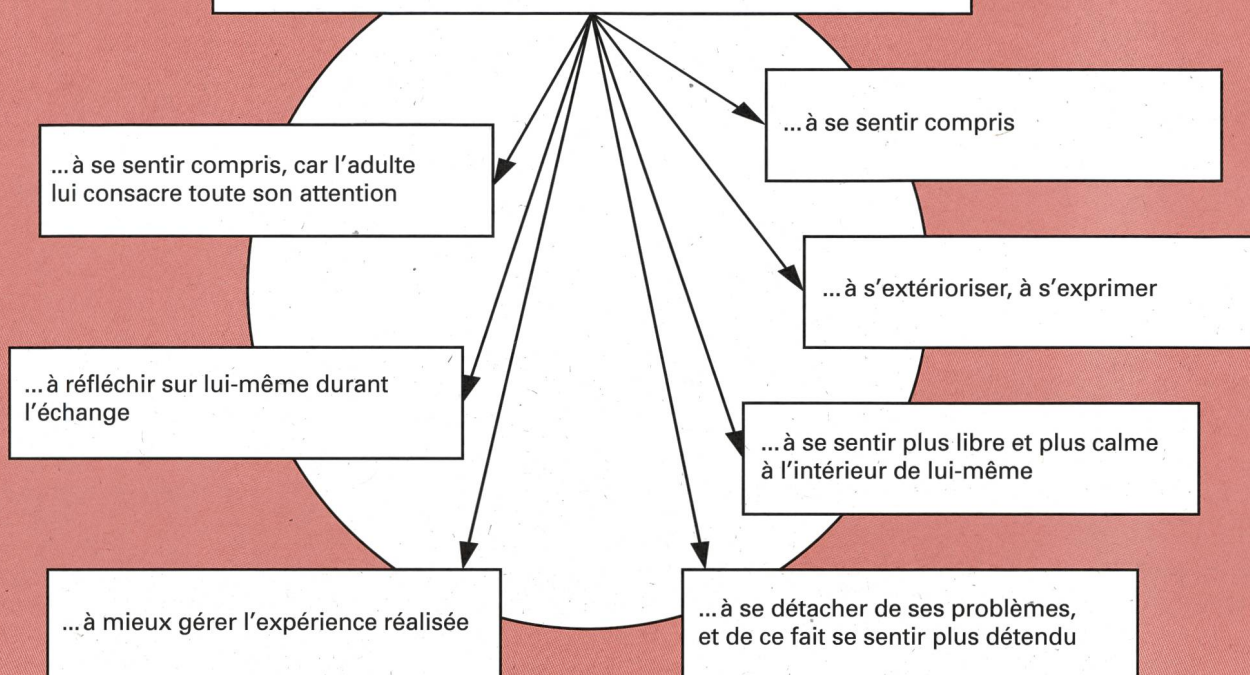 ...à se sentir compris
...à se sentir compris, car l'adulte
lui consacre toute son attention
...à s'extérioriser, à s'exprimer
...à réfléchir sur lui-même durant
l'échange
...à se sentir plus libre et plus calme
à l'intérieur de lui-même
...à mieux gérer l'expérience réalisée
...à se détacher de ses problèmes,
et de ce fait se sentir plus détendu